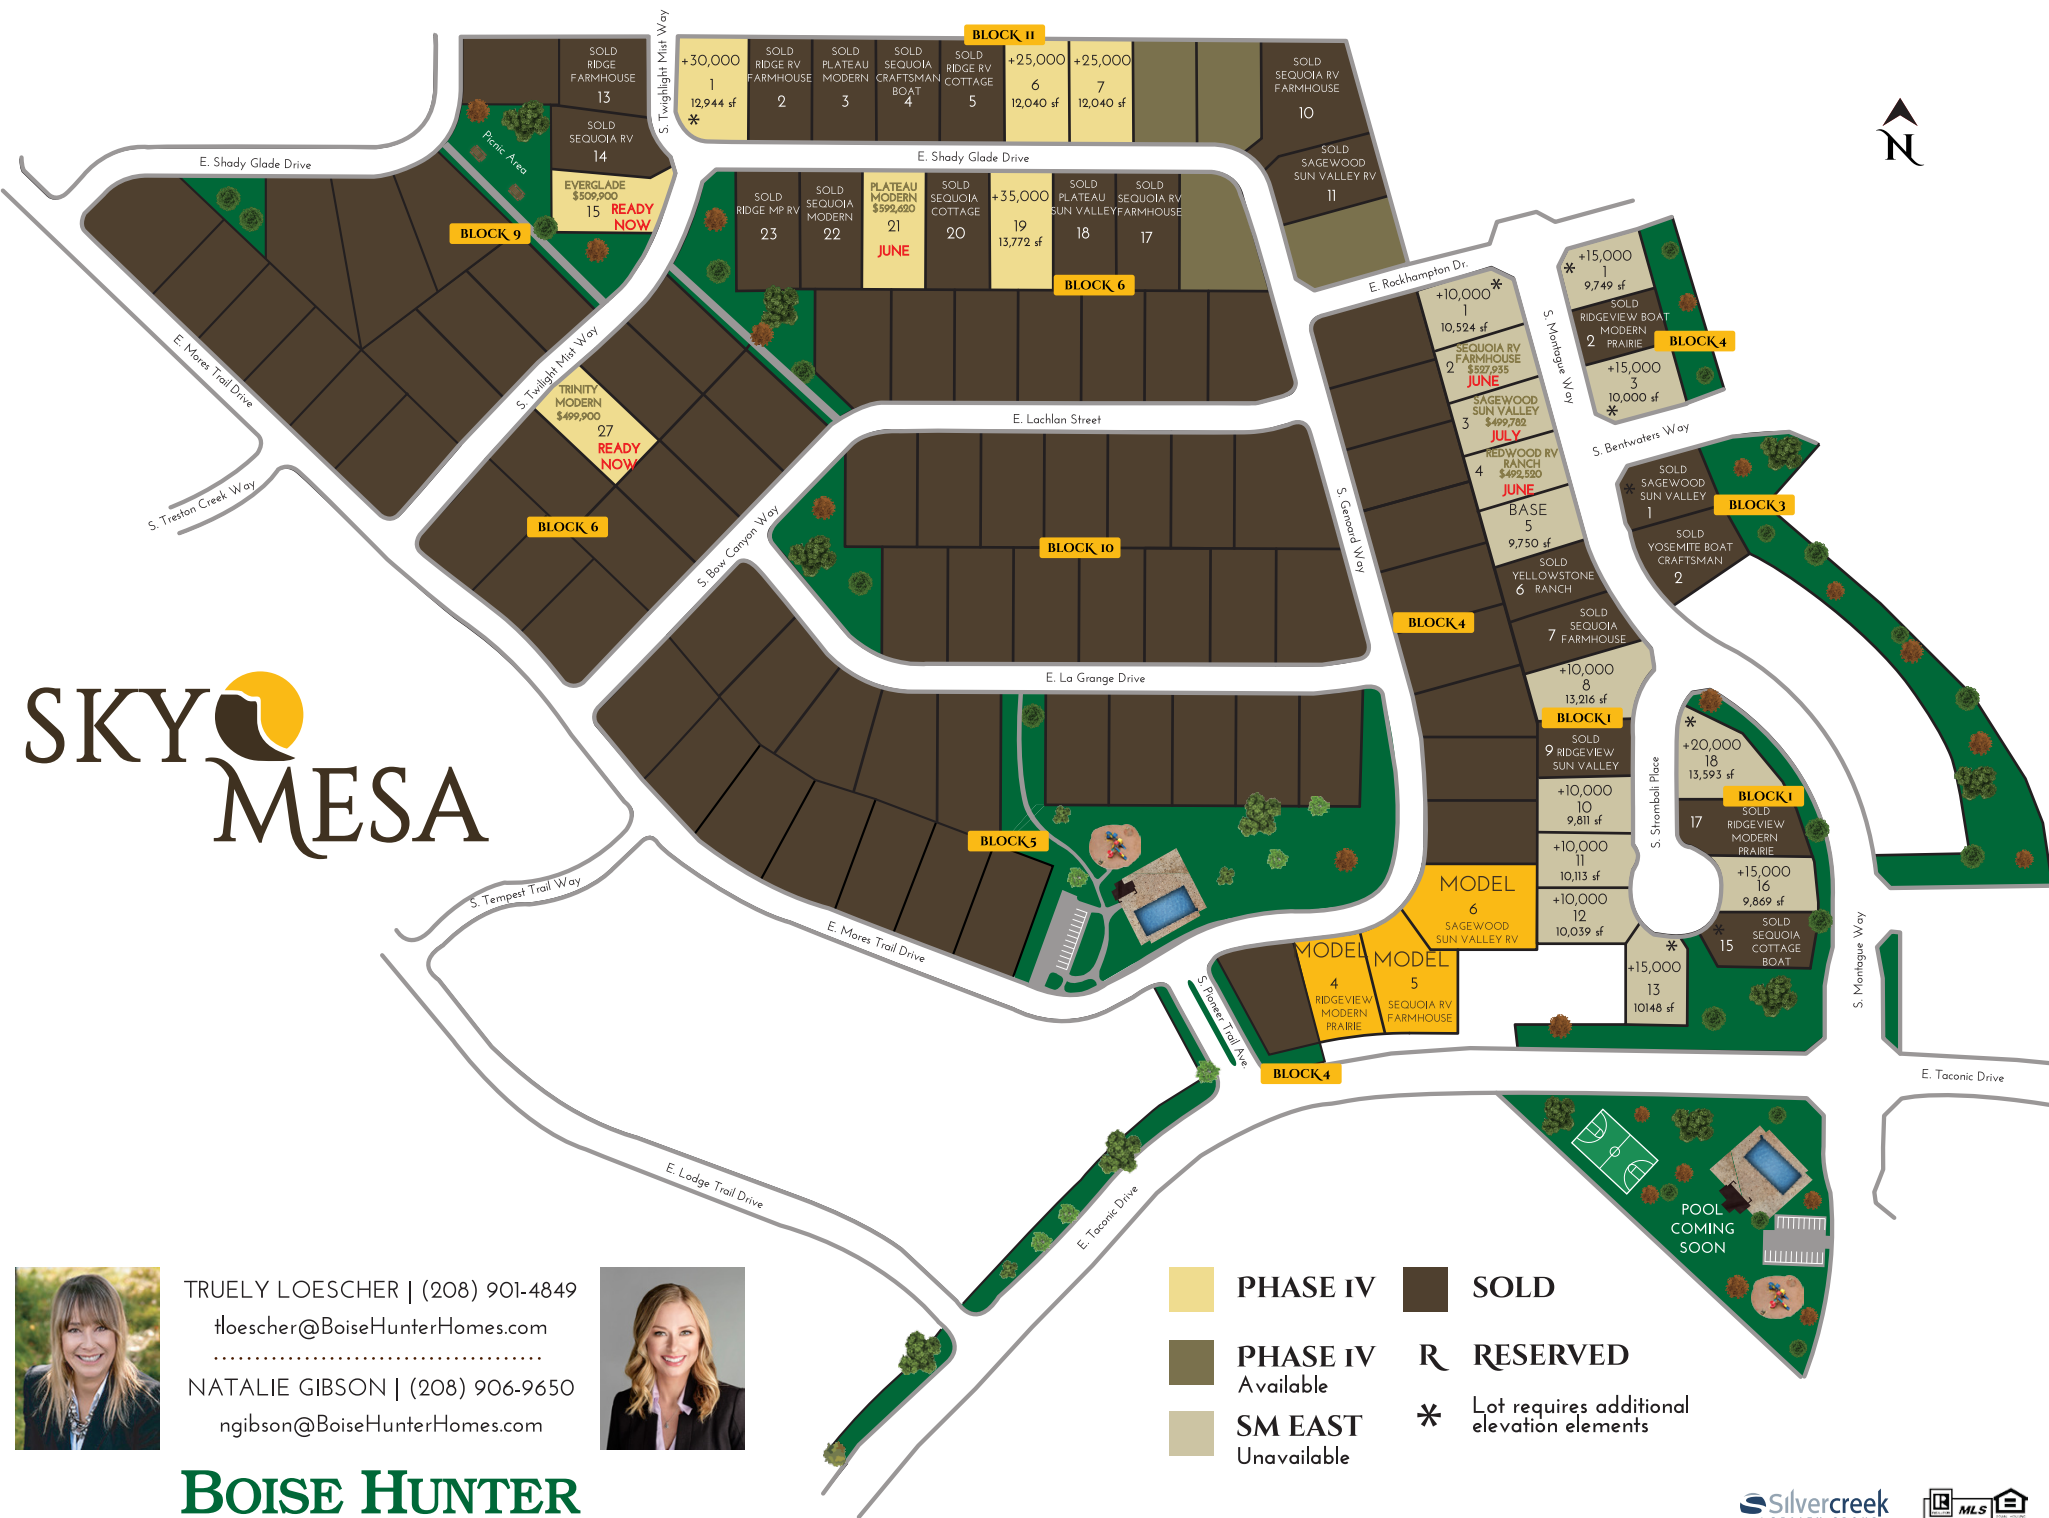 BLOCK 11
S. Twighlight Mist Way
SOLD
RIDGE
FARMHOUSE
13
+30,000
1
12,944 sf
*
SOLD
RIDGE RV
FARMHOUSE
2
SOLD
PLATEAU
MODERN
3
SOLD
SEQUOIA
CRAFTSMAN
BOAT
4
SOLD
RIDGE RV
COTTAGE
5
+25,000
6
12,040 sf
+25,000
7
12,040 sf
SOLD
SEQUOIA RV
FARMHOUSE
10
SOLD
SAGEWOOD
SUN VALLEY RV
11
N
SOLD
SEQUOIA RV
14
Picnic Area
E. Shady Glade Drive
E. Shady Glade Drive
EVERGLADE
$509,900
15
READY
NOW
BLOCK 9
SOLD
RIDGE MP RV
23
SOLD
SEQUOIA
MODERN
22
PLATEAU
MODERN
$592,620
21
JUNE
SOLD
SEQUOIA
COTTAGE
20
+35,000
19
13,772 sf
SOLD
PLATEAU
SUN VALLEY
18
SOLD
SEQUOIA RV
FARMHOUSE
17
BLOCK 6
E. Rockhampton Dr.
+10,000
*
1
10,524 sf
SEQUOIA RV
FARMHOUSE
$527,935
2
JUNE
SAGEWOOD
SUN VALLEY
$499,782
3
JULY
REDWOOD RV
RANCH
$492,520
4
JUNE
BASE
5
9,750 sf
SOLD
YELLOWSTONE
6 RANCH
SOLD
SEQUOIA
7 FARMHOUSE
+10,000
8
13,216 sf
BLOCK 1
SOLD
9 RIDGEVIEW
SUN VALLEY
+10,000
10
9,811 sf
+10,000
11
10,113 sf
+10,000
12
10,039 sf
*
+15,000
13
10148 sf
S. Montague Way
+15,000
* 1
9,749 sf
SOLD
RIDGEVIEW BOAT
MODERN
2 PRAIRIE
BLOCK 4
+15,000
3
10,000 sf
*
S. Bentwaters Way
SOLD
SAGEWOOD
* SUN VALLEY
1
BLOCK 3
SOLD
YOSEMITE BOAT
CRAFTSMAN
2
E. Mores Trail Drive
S. Twilight Mist Way
TRINITY
MODERN
$499,900
27
READY
NOW
S. Treston Creek Way
BLOCK 6
E. Lachlan Street
S. Bow Canyon Way
BLOCK 10
S. Genoard Way
BLOCK 4
E. La Grange Drive
SKY
MESA
BLOCK 5
S. Stromboli Place
*
+20,000
18
13,593 sf
BLOCK 1
17
SOLD
RIDGEVIEW
MODERN
PRAIRIE
+15,000
16
9,869 sf
*
15
SOLD
SEQUOIA
COTTAGE
BOAT
S. Montague Way
MODEL
6
SAGEWOOD
SUN VALLEY RV
MODEL
4
RIDGEVIEW
MODERN
PRAIRIE
MODEL
5
SEQUOIA RV
FARMHOUSE
BLOCK 4
S. Tempest Trail Way
E. Mores Trail Drive
S. Pioneer Trail Ave.
E. Taconic Drive
E. Lodge Trail Drive
E. Taconic Drive
POOL
COMING
SOON
TRUELY LOESCHER | (208) 901-4849
tloescher@BoiseHunterHomes.com
NATALIE GIBSON | (208) 906-9650
ngibson@BoiseHunterHomes.com
BOISE HUNTER
PHASE IV
SOLD
PHASE IV
Available
R RESERVED
SM EAST
Unavailable
* Lot requires additional
elevation elements
Silvercreek
R MLS